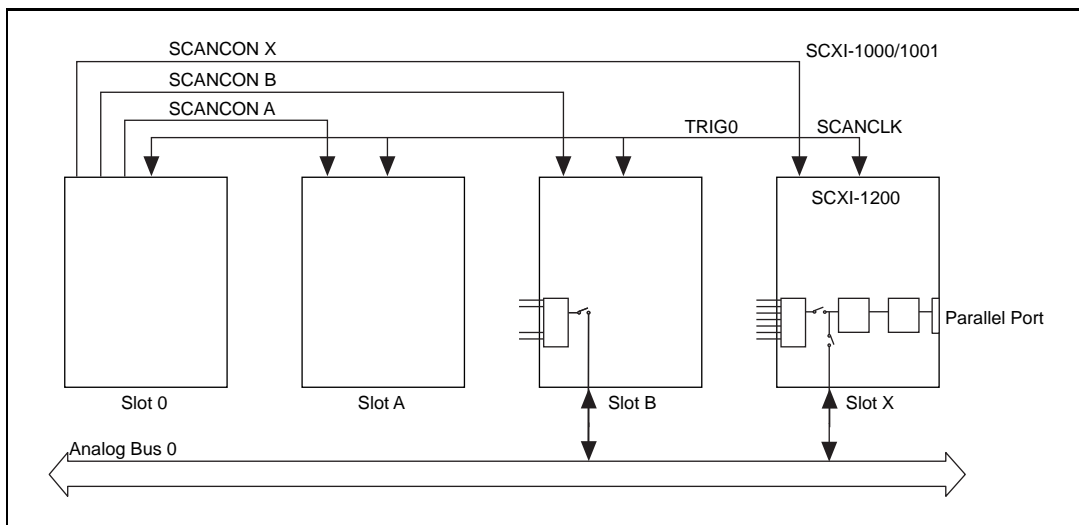 SCANCON X
SCXI-1000/1001
SCANCON B
SCANCON A
TRIG0
SCANCLK
SCXI-1200
Parallel Port
Slot 0
Slot A
Slot B
Slot X
Analog Bus 0